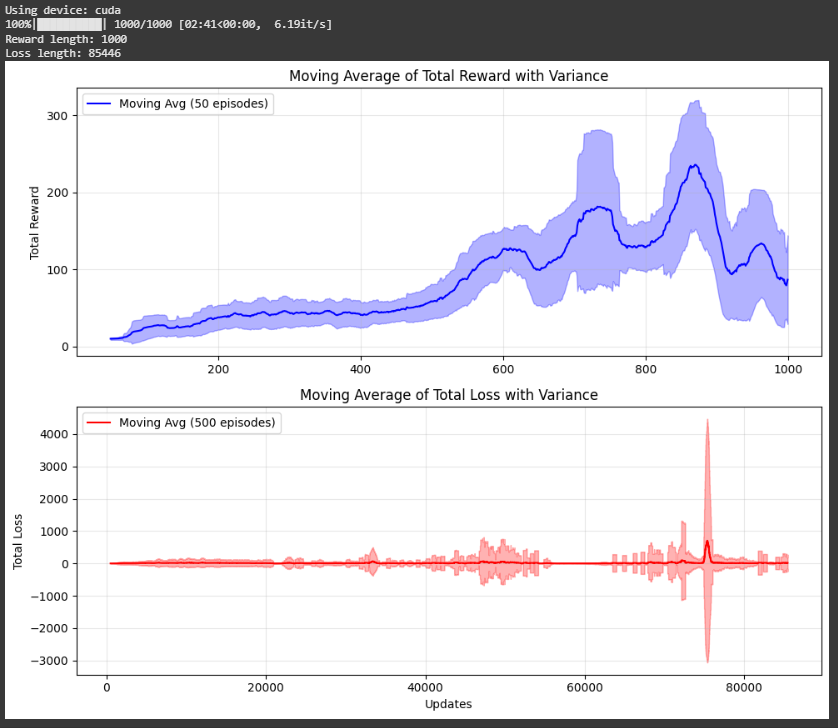 Using device: cuda
100%|██████████| 1000/1000 [02:41<00:00,  6.19it/s]
Reward length: 1000
Loss length: 85446
Moving Average of Total Reward with Variance
Moving Avg (50 episodes)
300
200
100
0
Total Reward
200 400 600 800 1000
Moving Average of Total Loss with Variance
Moving Avg (500 episodes)
4000
3000
2000
1000
0
−1000
−2000
−3000
Total Loss
0 20000 40000 60000 80000
Updates